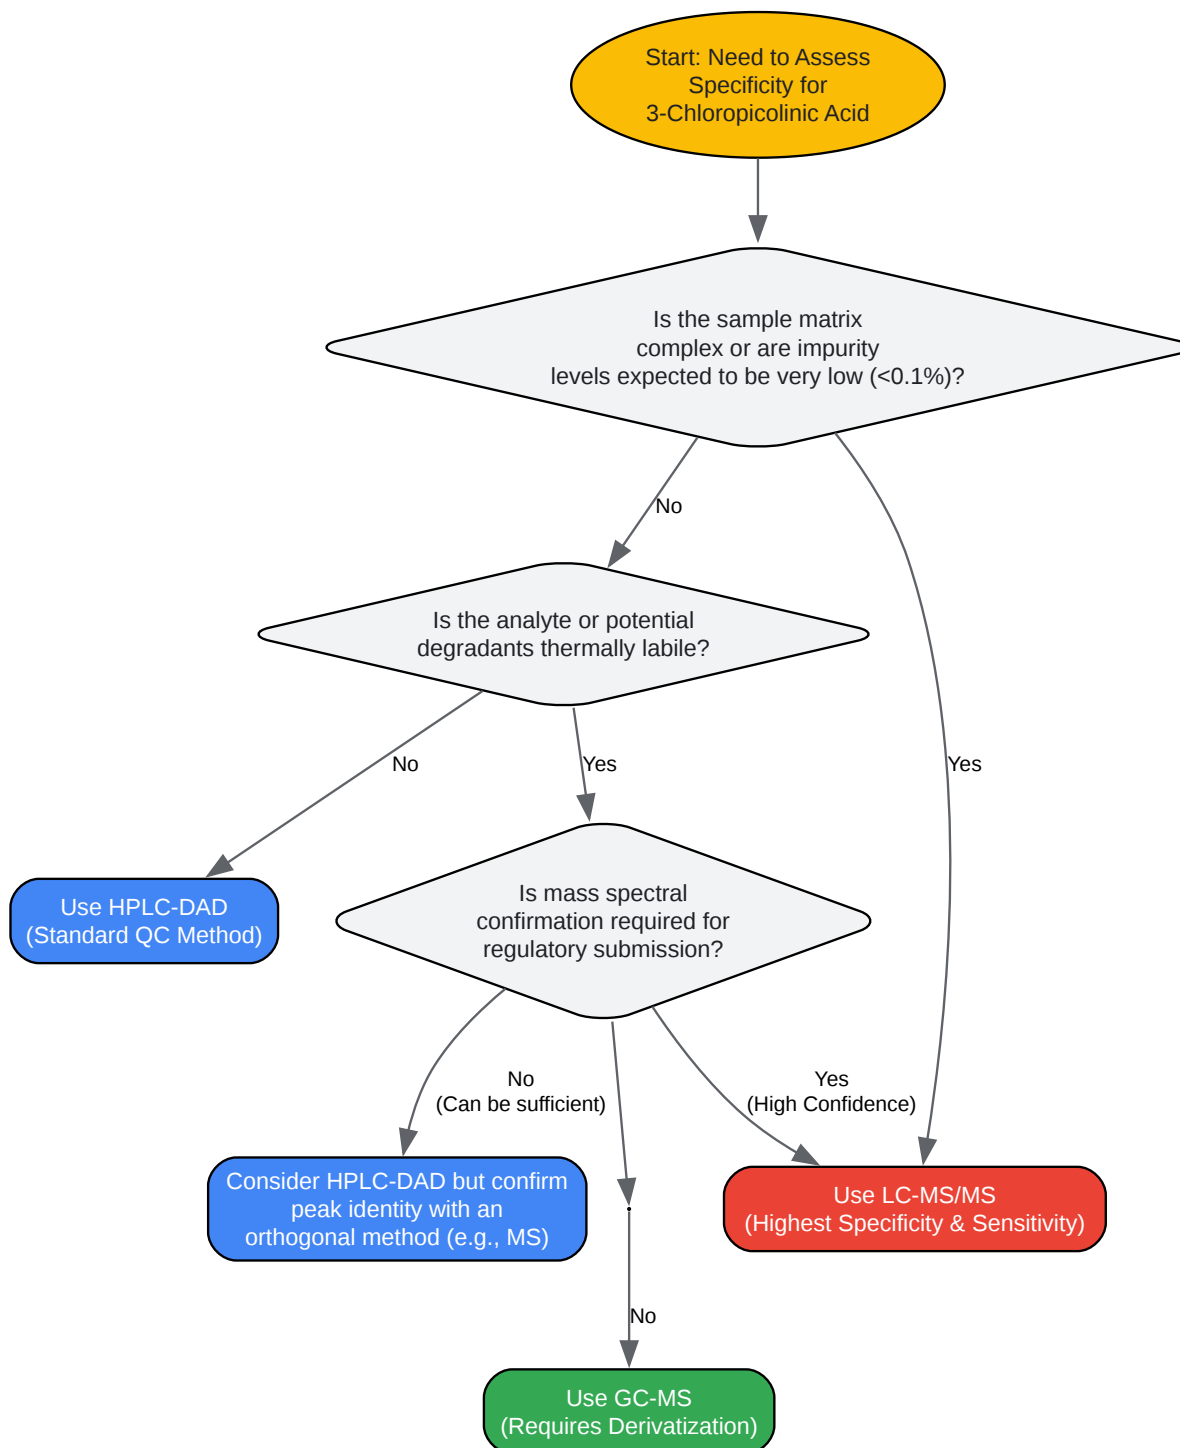 Start: Need to Assess
Specificity for
3-Chloropicolinic Acid
Is the sample matrix
complex or are impurity
levels expected to be very low (<0.1%)?
No
Is the analyte or potential
degradants thermally labile?
No
Yes
Yes
Use HPLC-DAD
(Standard QC Method)
Is mass spectral
confirmation required for
regulatory submission?
No
(Can be sufficient)
Yes
(High Confidence)
Consider HPLC-DAD but confirm
peak identity with an
orthogonal method (e.g., MS)
Use LC-MS/MS
(Highest Specificity & Sensitivity)
No
Use GC-MS
(Requires Derivatization)